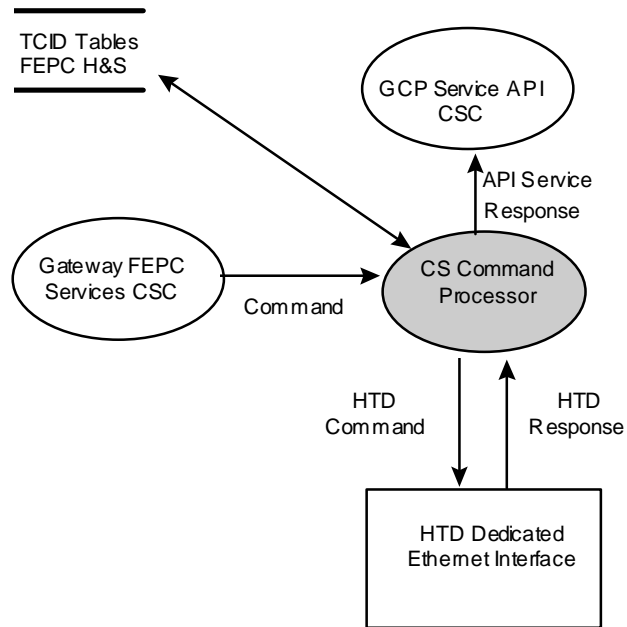 TCID Tables
FEPC H&S
GCP Service API
CSC
API Service
Response
Gateway FEPC
Services CSC
Command
CS Command
Processor
HTD
Command
HTD
Response
HTD Dedicated
Ethernet Interface